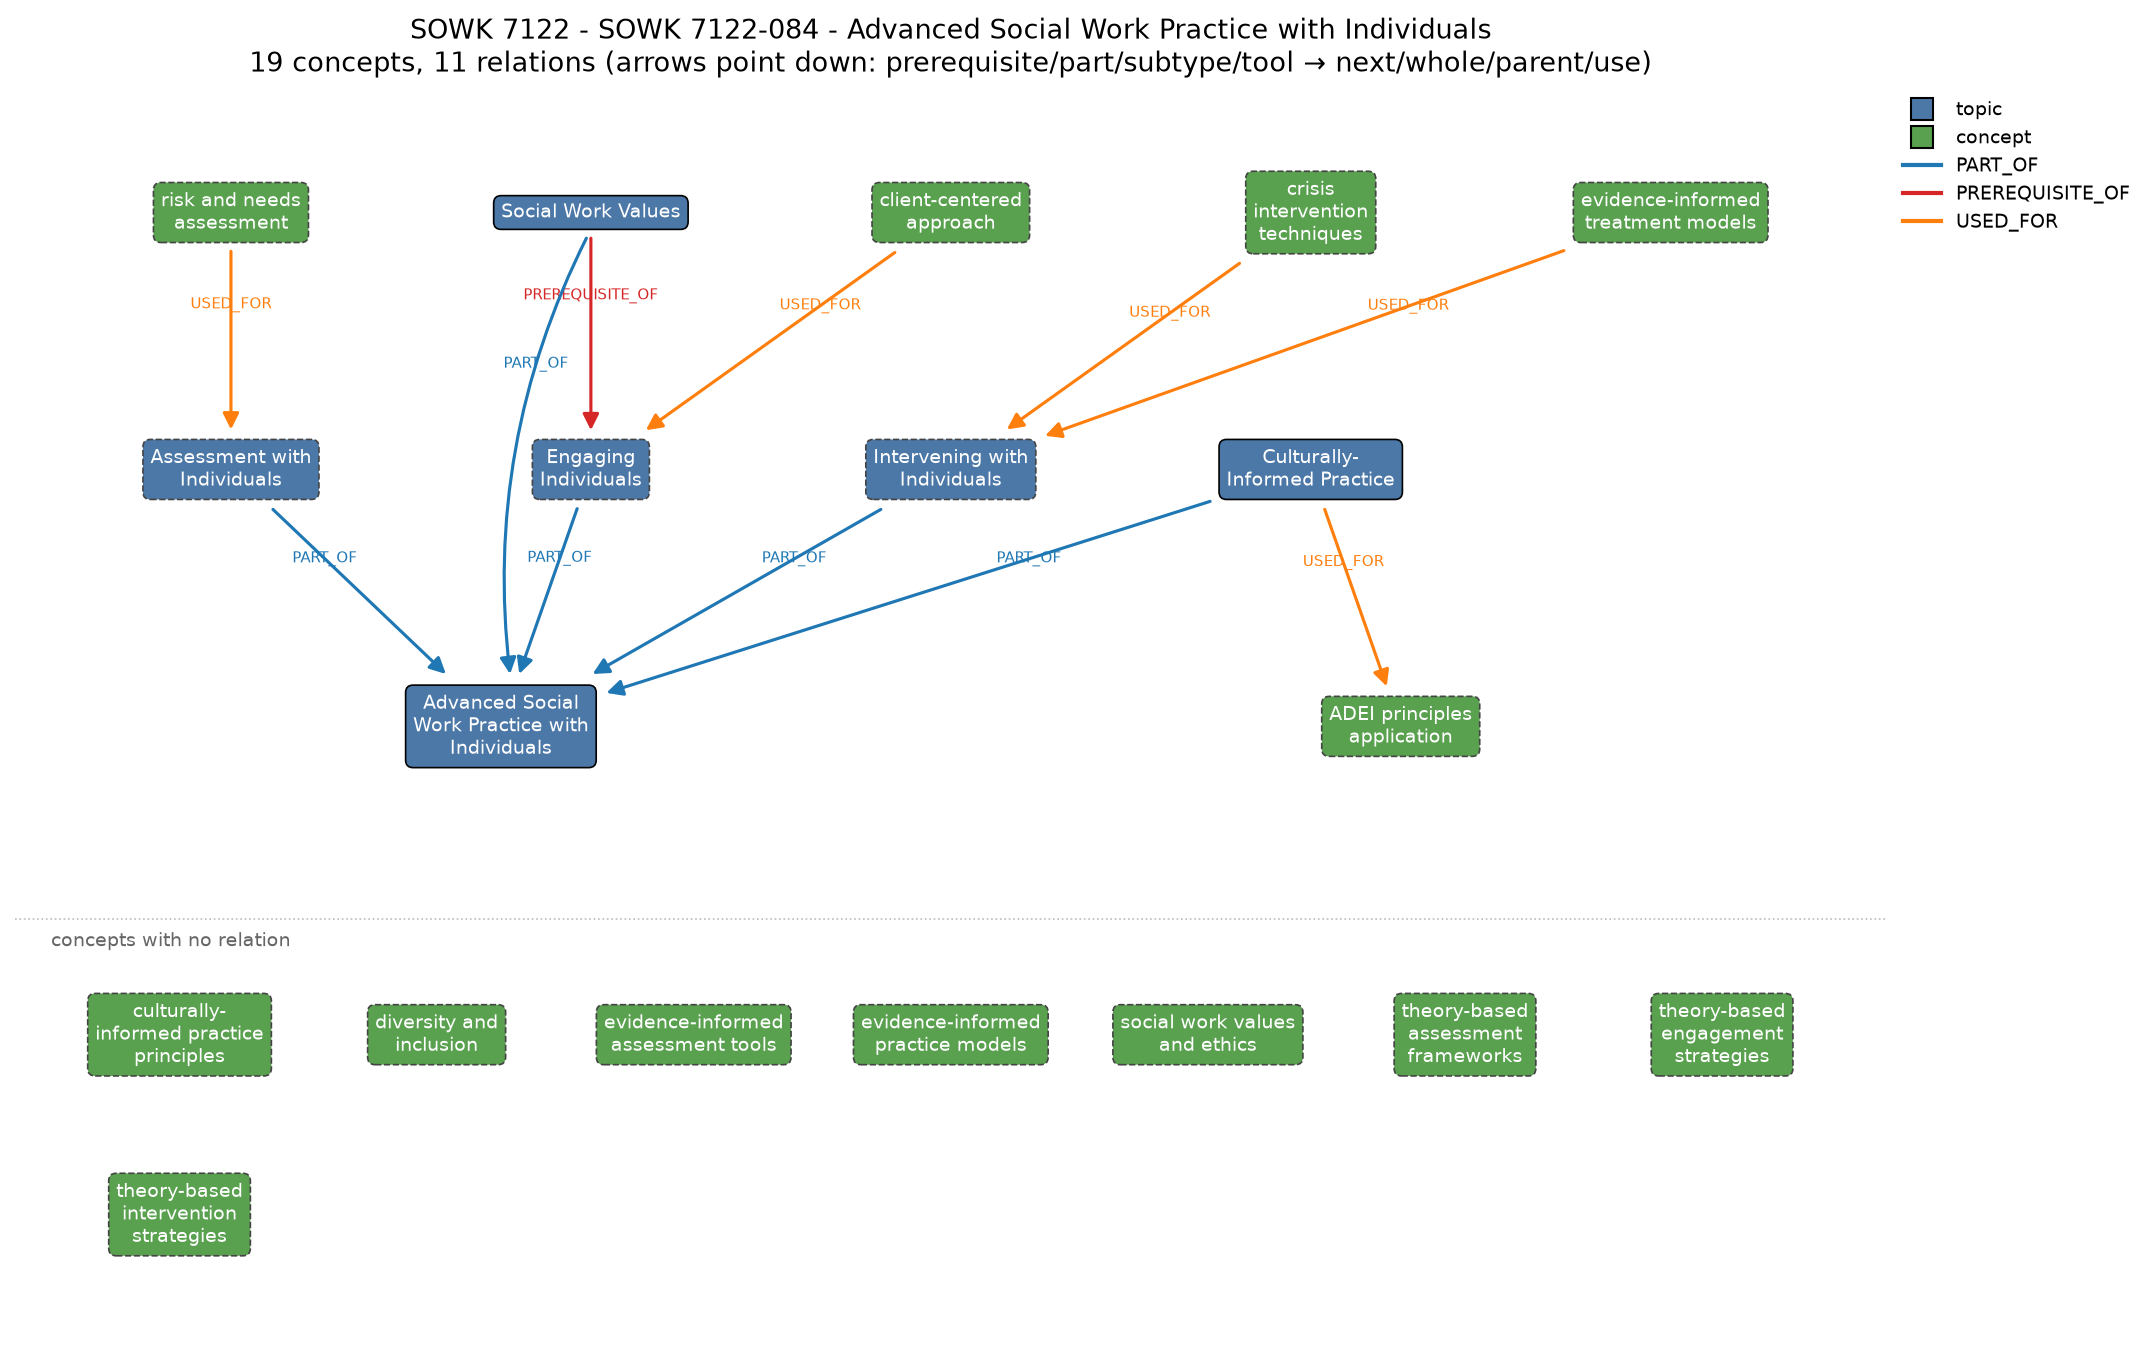 SOWK 7122 - SOWK 7122-084 - Advanced Social Work Practice with Individuals
19 concepts, 11 relations (arrows point down: prerequisite/part/subtype/tool → next/whole/parent/use)
topic
concept
PART_OF
PREREQUISITE_OF
USED_FOR
risk and needs
assessment
Social Work Values
client-centered
approach
crisis
intervention
techniques
evidence-informed
treatment models
USED_FOR
PREREQUISITE_OF
USED_FOR
USED_FOR
USED_FOR
PART_OF
Assessment with
Individuals
Engaging
Individuals
Intervening with
Individuals
Culturally-
Informed Practice
PART_OF
PART_OF
PART_OF
PART_OF
USED_FOR
Advanced Social
Work Practice with
Individuals
ADEI principles
application
concepts with no relation
culturally-
informed practice
principles
diversity and
inclusion
evidence-informed
assessment tools
evidence-informed
practice models
social work values
and ethics
theory-based
assessment
frameworks
theory-based
engagement
strategies
theory-based
intervention
strategies